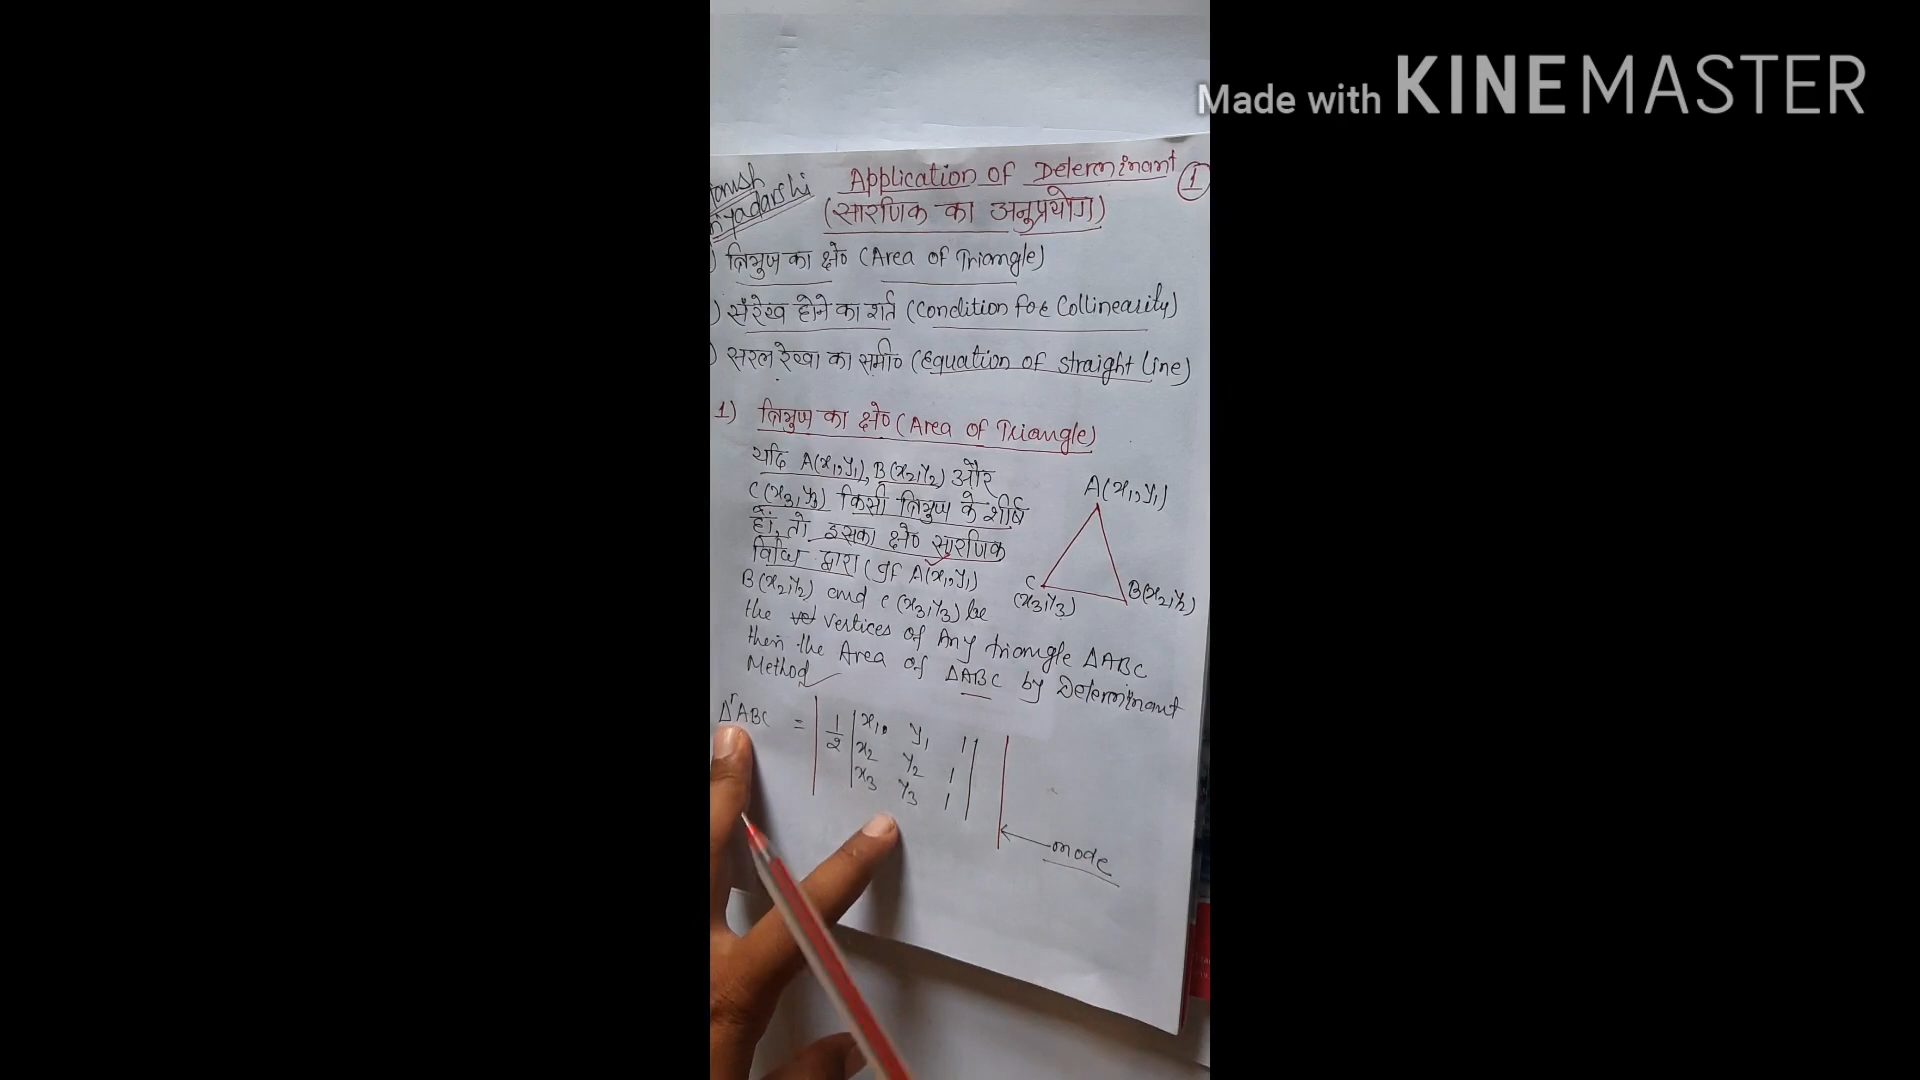 Made with KINEMASTER
Application of Determinant 1
(सारणिक का अनुप्रयोग)
) त्रिभुज का क्षे० (Area of Triangle)
) संरेख होने का शर्त (Condition for Collinearity)
) सरल रेखा का समी० (Equation of straight Line)
1) त्रिभुज का क्षे० (Area of Triangle)
यदि A(x₁,y₁), B(x₂,y₂) और
C(x₃,y₃) किसी त्रिभुज के शीर्ष
हों, तो इसका क्षे० सारणिक
विधि द्वारा (If A(x₁,y₁)
B(x₂,y₂) and C(x₃,y₃) be
the vertices of Any triangle ΔABC
then the Area of ΔABC by Determinant
Method
A(x₁,y₁)
C
(x₃,y₃)
B(x₂,y₂)
ΔʳABC = | 1/2 | x₁ y₁ 1 | |
x₂ y₂ 1
x₃ y₃ 1
mode